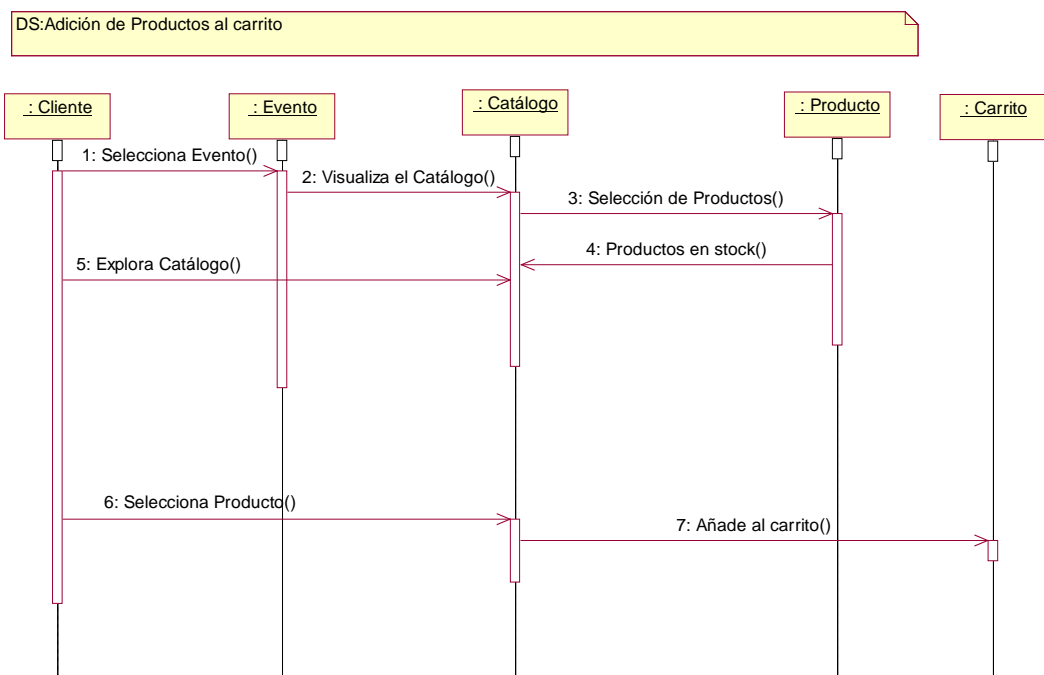 DS:Adición de Productos al carrito
: Cliente
: Evento
: Catálogo
: Producto
: Carrito
1: Selecciona Evento()
2: Visualiza el Catálogo()
3: Selección de Productos()
4: Productos en stock()
5: Explora Catálogo()
6: Selecciona Producto()
7: Añade al carrito()